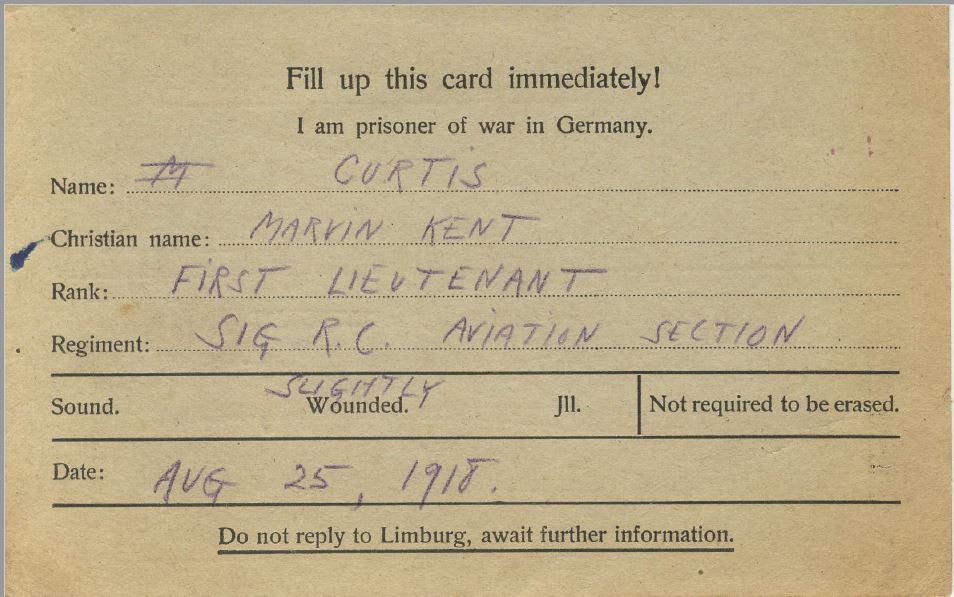 Fill up this card immediately!
I am prisoner of war in Germany.
Name: M CURTIS
Christian name: MARVIN KENT
Rank: FIRST LIEUTENANT
Regiment: SIG R.C. AVIATION SECTION
SLIGHTLY
Sound. Wounded. Jll. Not required to be erased.
Date: AUG 25, 1918.
Do not reply to Limburg, await further information.